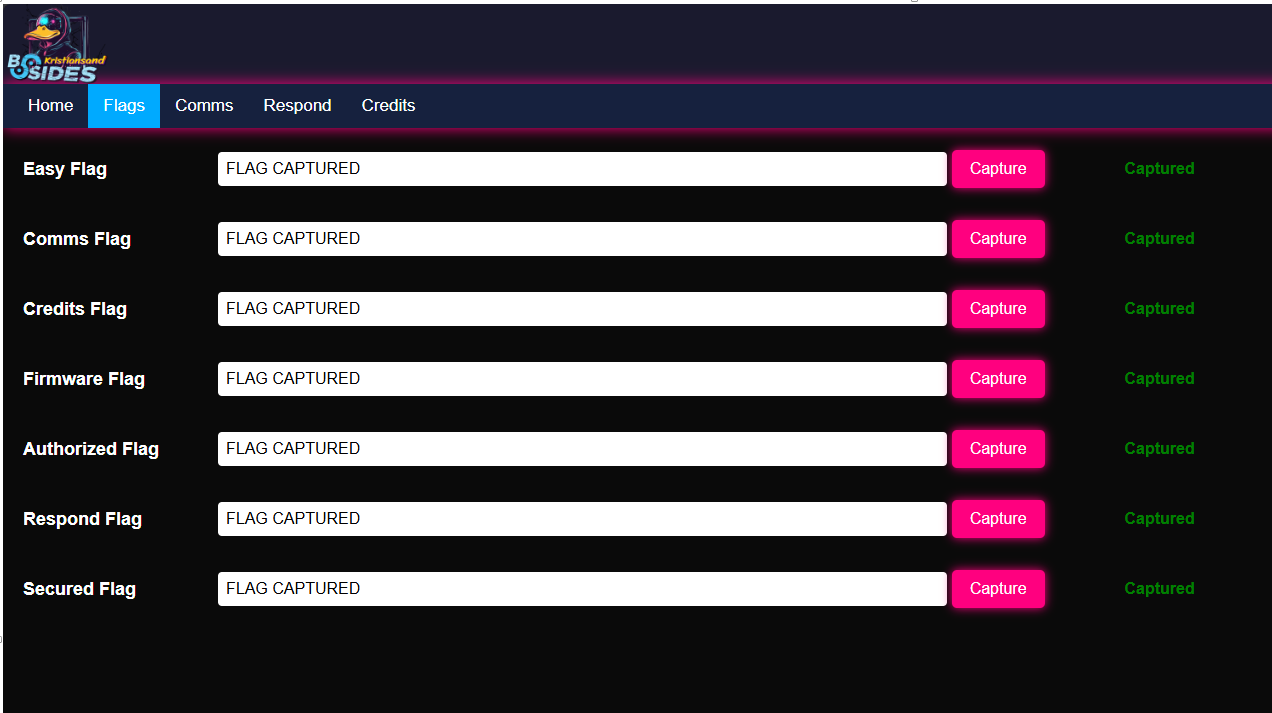 Kristiansand
BSIDES
Home Flags Comms Respond Credits
Easy Flag FLAG CAPTURED Capture Captured
Comms Flag FLAG CAPTURED Capture Captured
Credits Flag FLAG CAPTURED Capture Captured
Firmware Flag FLAG CAPTURED Capture Captured
Authorized Flag FLAG CAPTURED Capture Captured
Respond Flag FLAG CAPTURED Capture Captured
Secured Flag FLAG CAPTURED Capture Captured